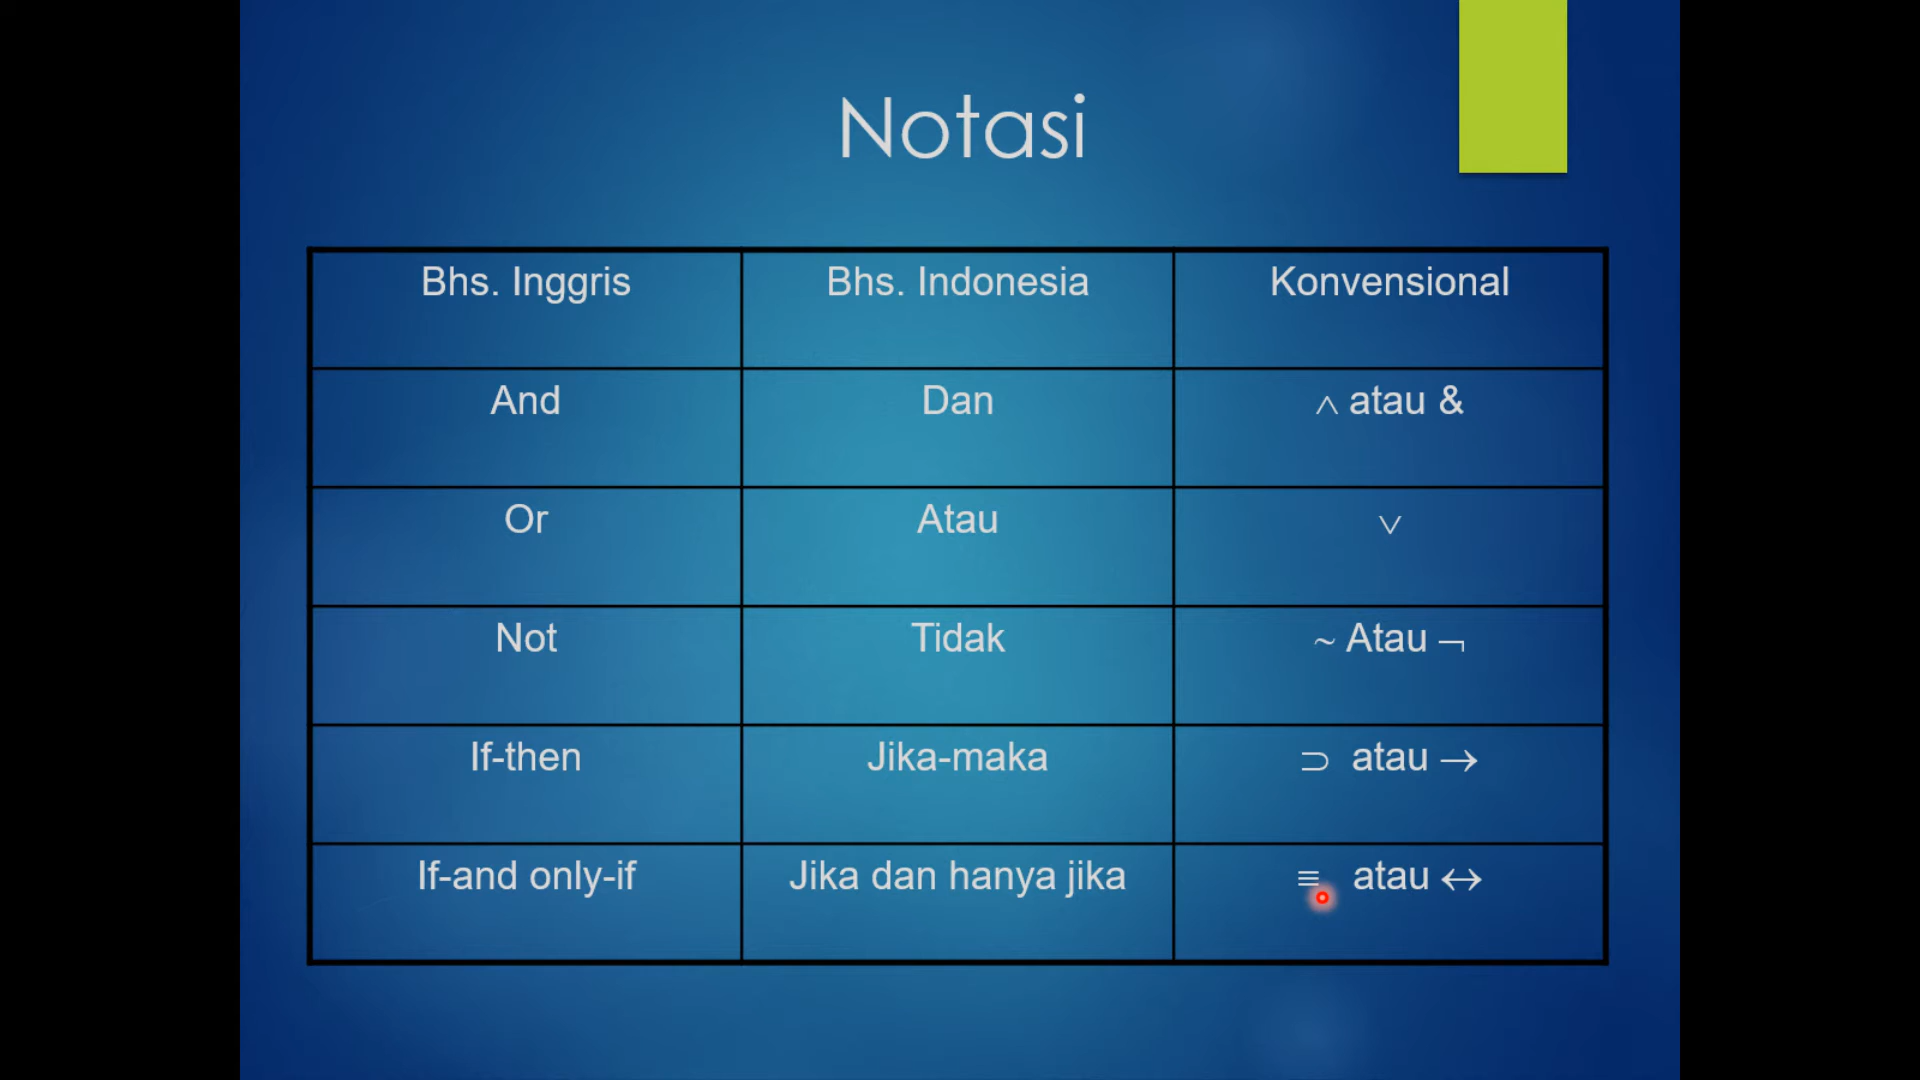 Notasi
Bhs. Inggris Bhs. Indonesia Konvensional
And Dan ∧ atau &
Or Atau ∨
Not Tidak ~ Atau ¬
If-then Jika-maka ⊃ atau →
If-and only-if Jika dan hanya jika ≡ atau ↔